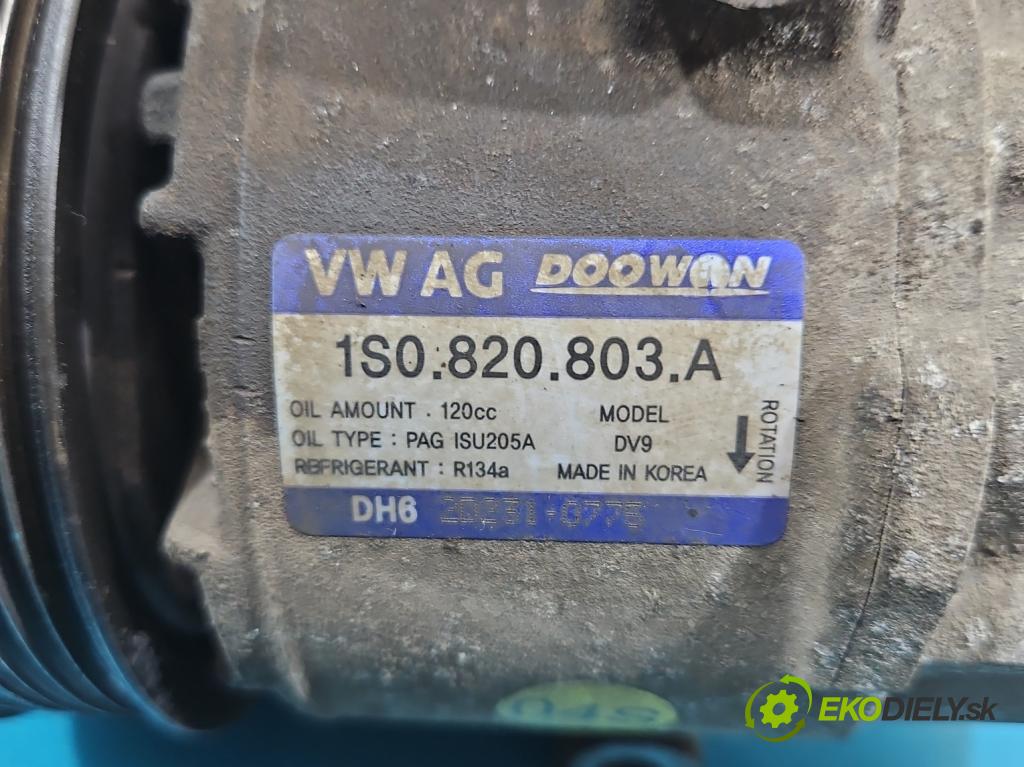 VW AG DOOWON
1S0.820.803.A
OIL AMOUNT . 120cc MODEL
OIL TYPE : PAG ISU205A DV9
REFRIGERANT : R134a MADE IN KOREA
ROTATION
DH6
EKODIELY.sk